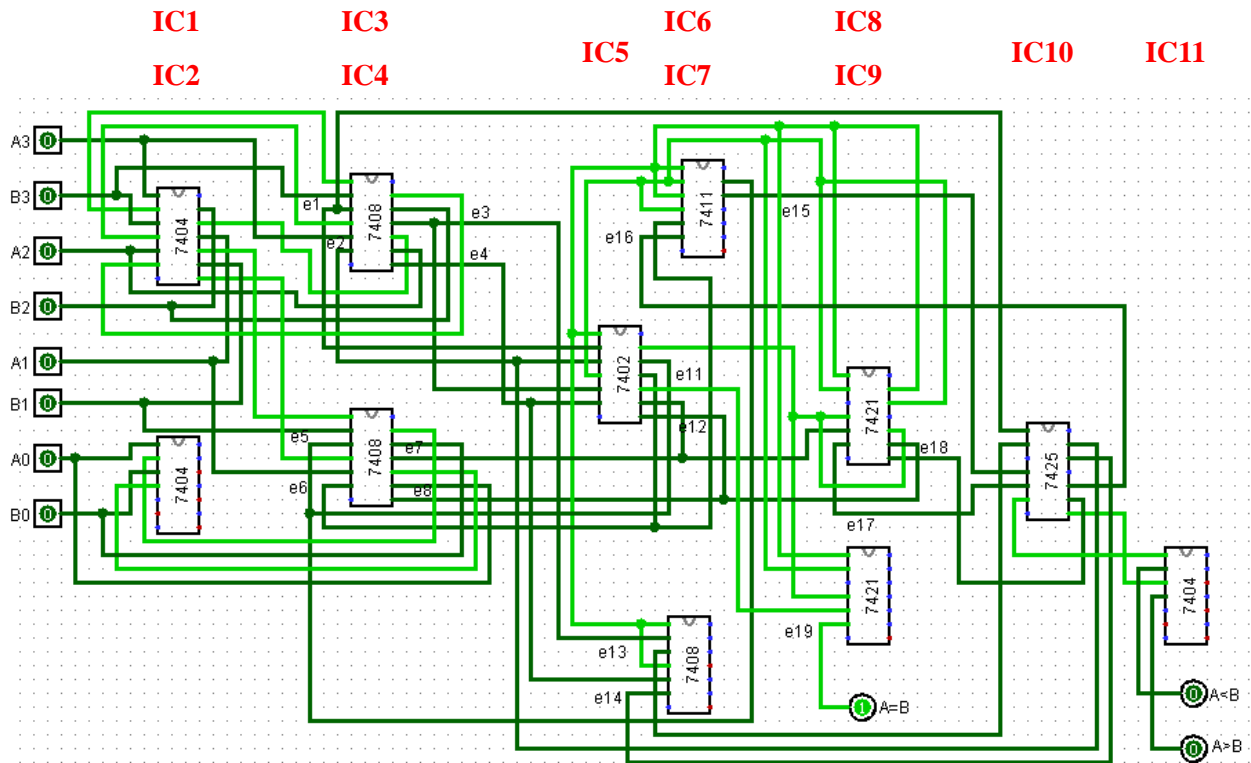 IC1 IC3 IC6 IC8
IC5 IC10 IC11
IC2 IC4 IC7 IC9
A3 0
B3 0
A2 0
B2 0
A1 0
B1 0
A0 0
B0 0
7404
7404
e1
e2
7408
e3
e4
e5
e6
7408
e7
e8
7402
e11
e12
7411
e15
e16
e13
e14
7408
7421
e18
e17
7421
e19
1 A=B
7425
7404
0 A<B
0 A>B